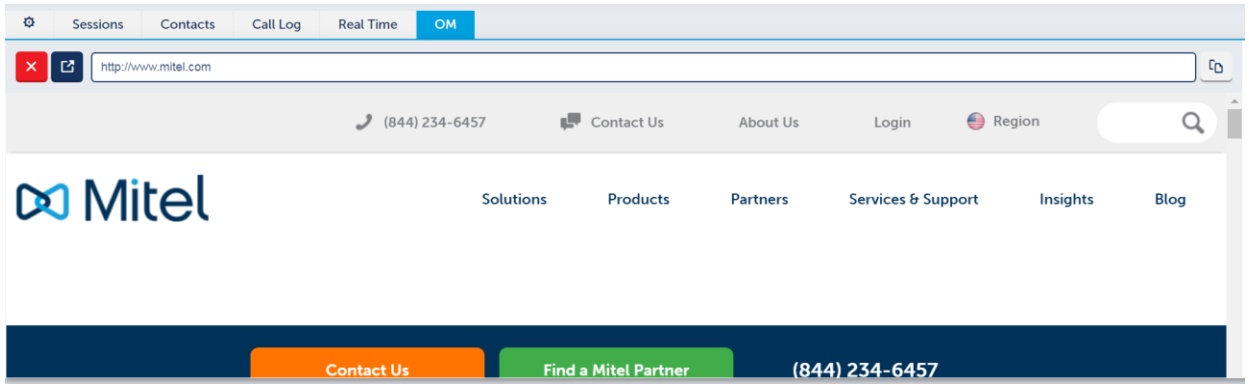 Sessions Contacts Call Log Real Time OM
http://www.mitel.com
(844) 234-6457 Contact Us About Us Login Region
Mitel
Solutions Products Partners Services & Support Insights Blog
Contact Us Find a Mitel Partner (844) 234-6457